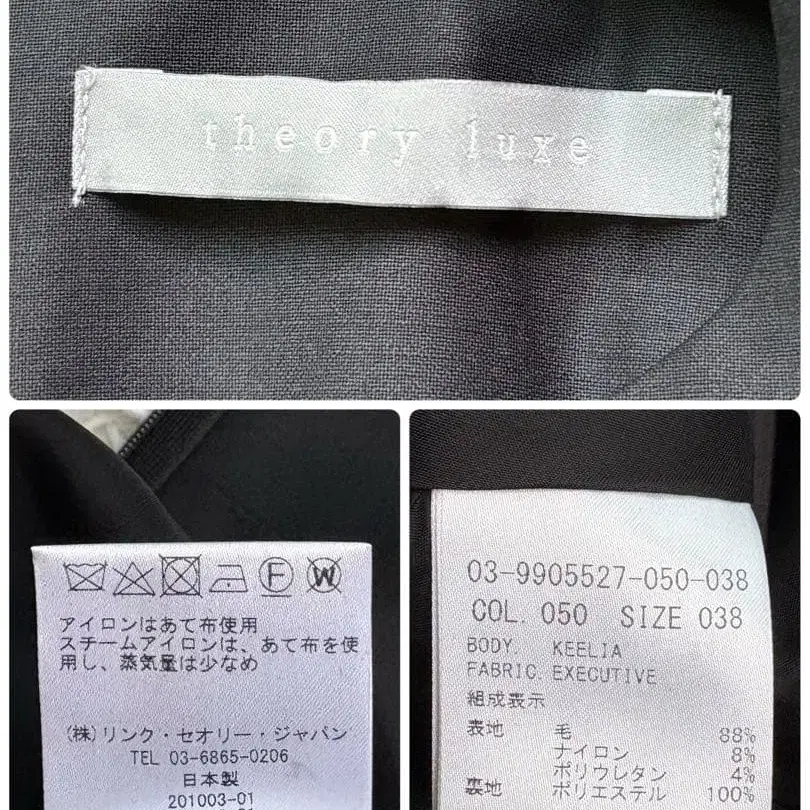 theory luxe
F W
アイロンはあて布使用
スチームアイロンは、あて布を使
用し、蒸気量は少なめ
(株)リンク・セオリー・ジャパン
TEL 03-6865-0206
日本製
201003-01
03-9905527-050-038
COL. 050 SIZE 038
BODY. KEELIA
FABRIC. EXECUTIVE
組成表示
表地 毛 88%
ナイロン 8%
ポリウレタン 4%
裏地 ポリエステル 100%